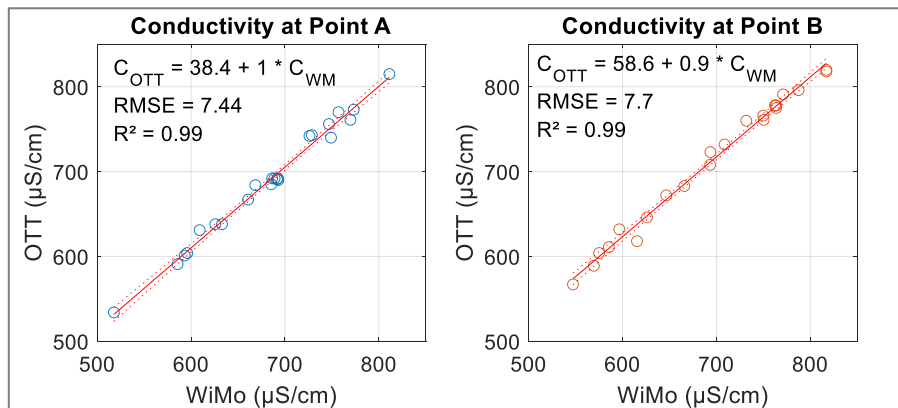 Conductivity at Point A
C_OTT = 38.4 + 1 * C_WM
RMSE = 7.44
R² = 0.99
OTT (μS/cm)
800
700
600
500
500 600 700 800
WiMo (μS/cm)
Conductivity at Point B
C_OTT = 58.6 + 0.9 * C_WM
RMSE = 7.7
R² = 0.99
OTT (μS/cm)
800
700
600
500
500 600 700 800
WiMo (μS/cm)